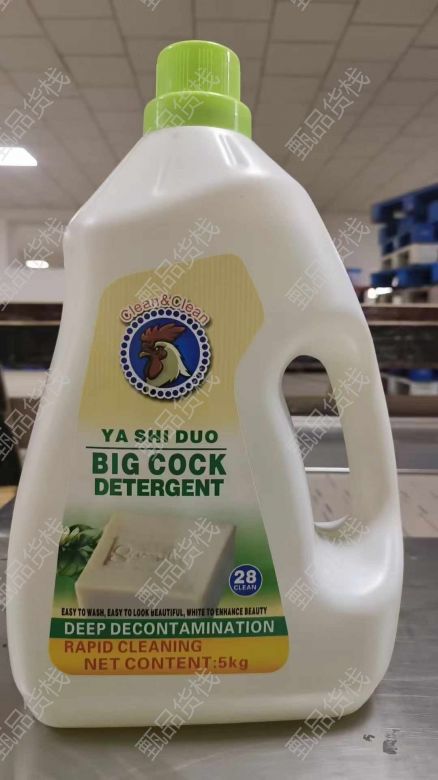 Clean&Clean
YA SHI DUO
BIG COCK
DETERGENT
28
CLEAN
EASY TO WASH, EASY TO LOOK BEAUTIFUL, WHITE TO ENHANCE BEAUTY
DEEP DECONTAMINATION
RAPID CLEANING
NET CONTENT:5kg
甄品货栈